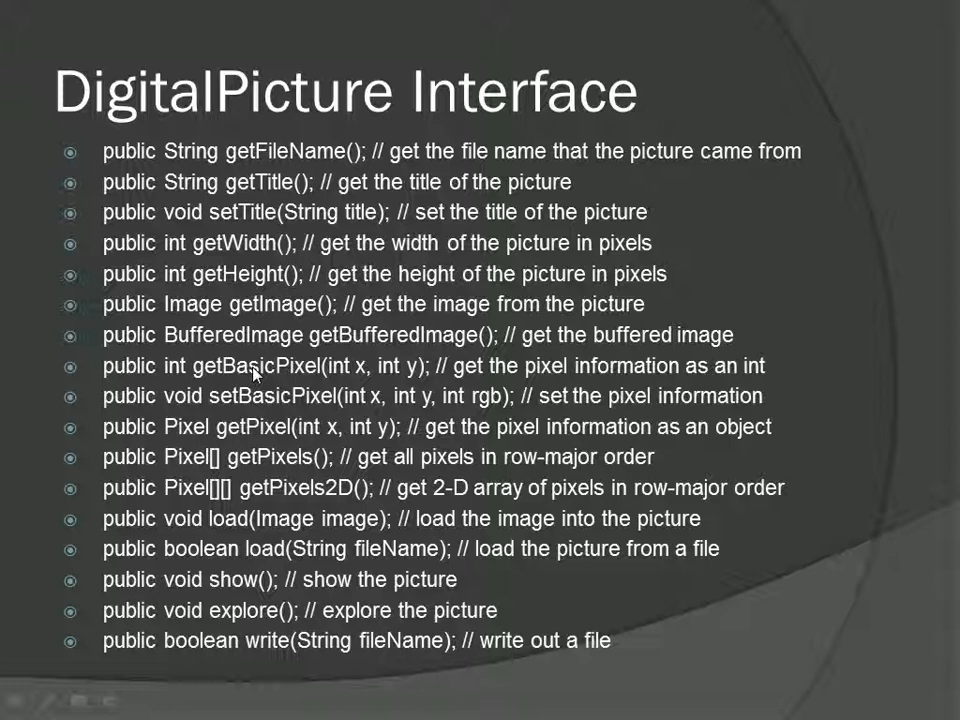 DigitalPicture Interface
public String getFileName(); // get the file name that the picture came from
public String getTitle(); // get the title of the picture
public void setTitle(String title); // set the title of the picture
public int getWidth(); // get the width of the picture in pixels
public int getHeight(); // get the height of the picture in pixels
public Image getImage(); // get the image from the picture
public BufferedImage getBufferedImage(); // get the buffered image
public int getBasicPixel(int x, int y); // get the pixel information as an int
public void setBasicPixel(int x, int y, int rgb); // set the pixel information
public Pixel getPixel(int x, int y); // get the pixel information as an object
public Pixel[] getPixels(); // get all pixels in row-major order
public Pixel[][] getPixels2D(); // get 2-D array of pixels in row-major order
public void load(Image image); // load the image into the picture
public boolean load(String fileName); // load the picture from a file
public void show(); // show the picture
public void explore(); // explore the picture
public boolean write(String fileName); // write out a file